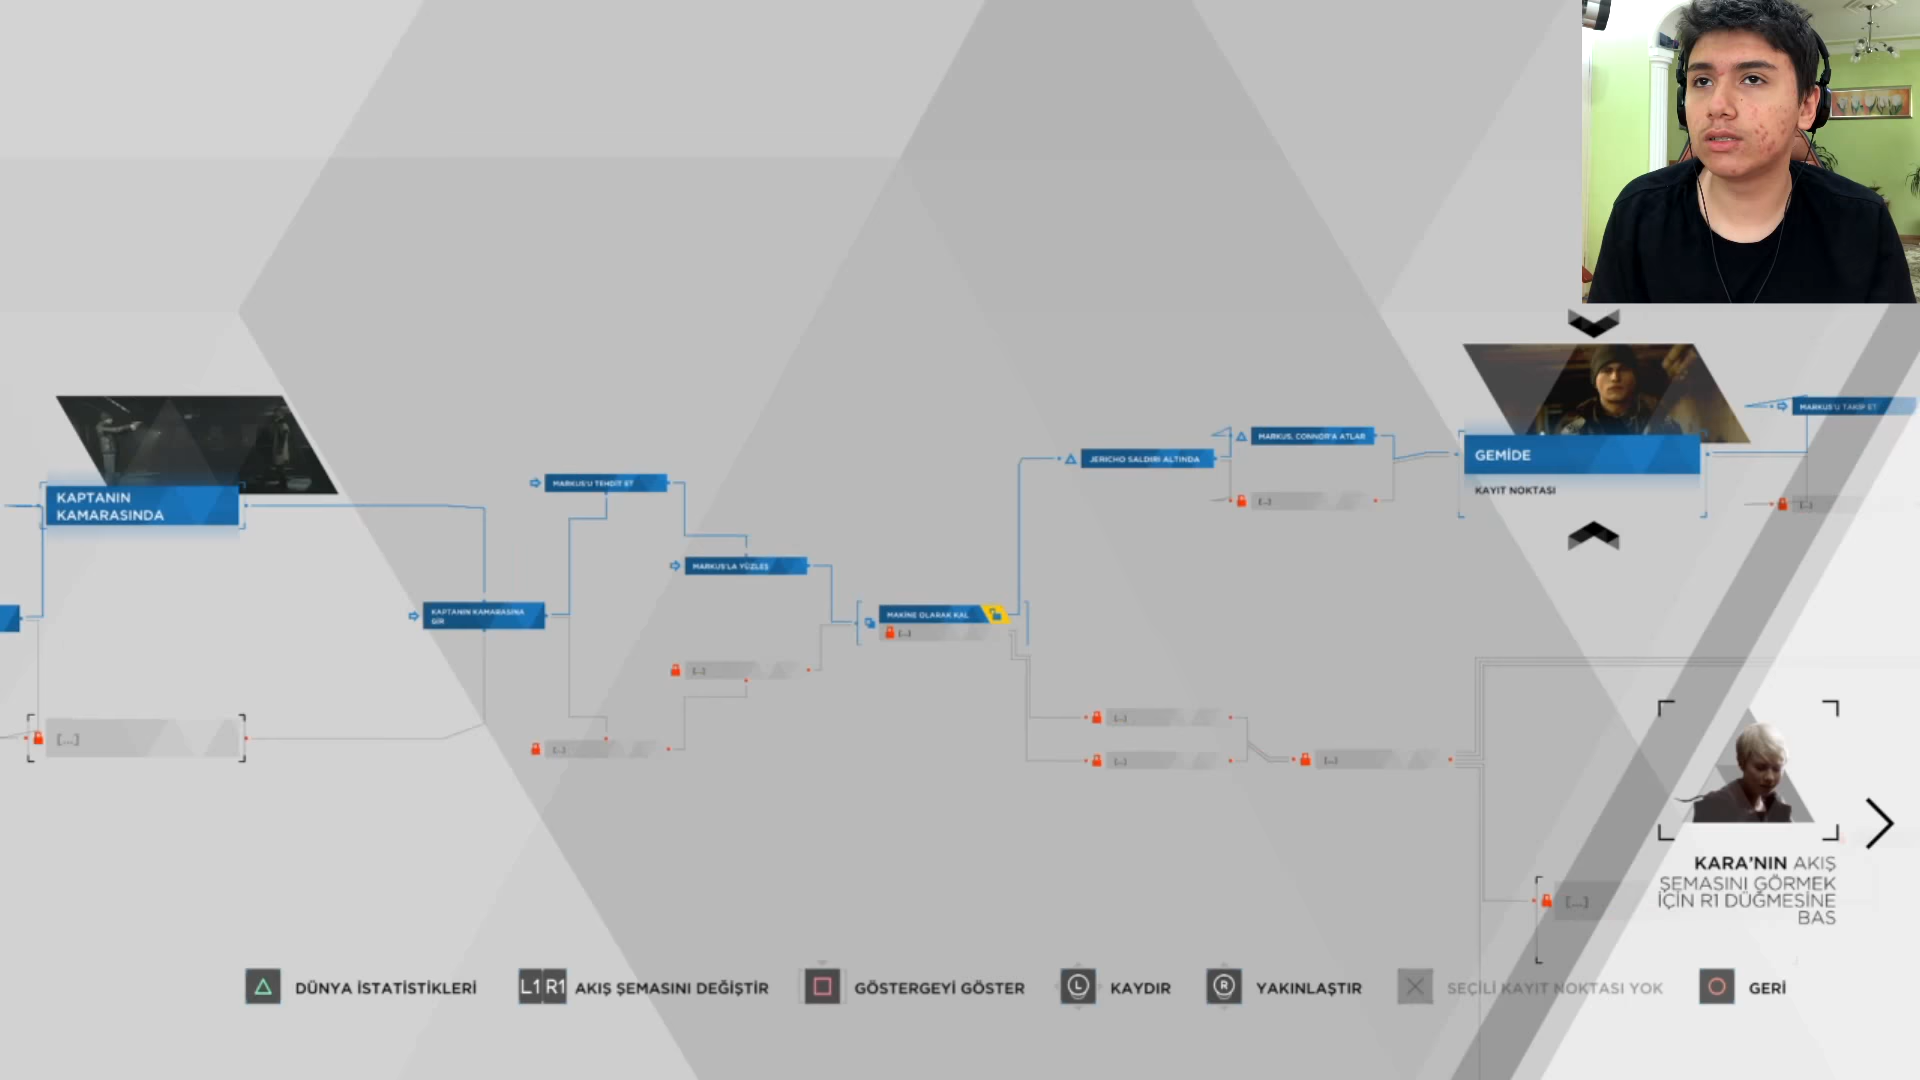 KAPTANIN
KAMARASINDA
[...]
KAPTANIN KAMARASINA
GİR
MARKUS'U TEHDİT ET
MARKUS'LA YÜZLEŞ
[...]
[...]
MAKİNE OLARAK KAL
[...]
JERICHO SALDIRI ALTINDA
MARKUS, CONNOR'A ATLAR
[...]
[...]
[...]
[...]
GEMİDE
KAYIT NOKTASI
MARKUS'U TAKİP ET
[...]
[...]
KARA'NIN AKIŞ
ŞEMASINI GÖRMEK
İÇİN R1 DÜĞMESİNE
BAS
DÜNYA İSTATİSTİKLERİ
L1 R1 AKIŞ ŞEMASINI DEĞİŞTİR
GÖSTERGEYİ GÖSTER
L KAYDIR
R YAKINLAŞTIR
SEÇİLİ KAYIT NOKTASI YOK
GERİ